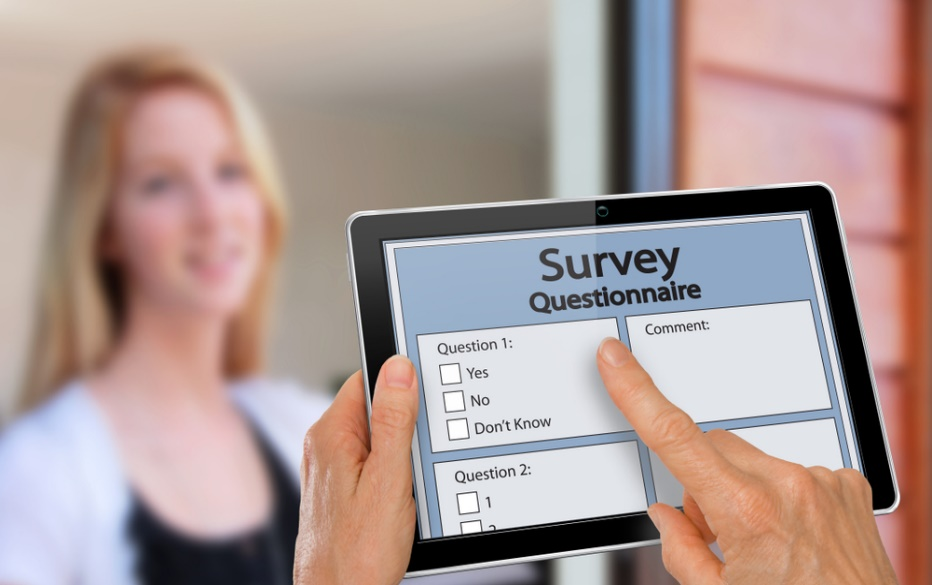 Survey
Questionnaire
Question 1:
Yes
No
Don't Know
Comment:
Question 2:
1